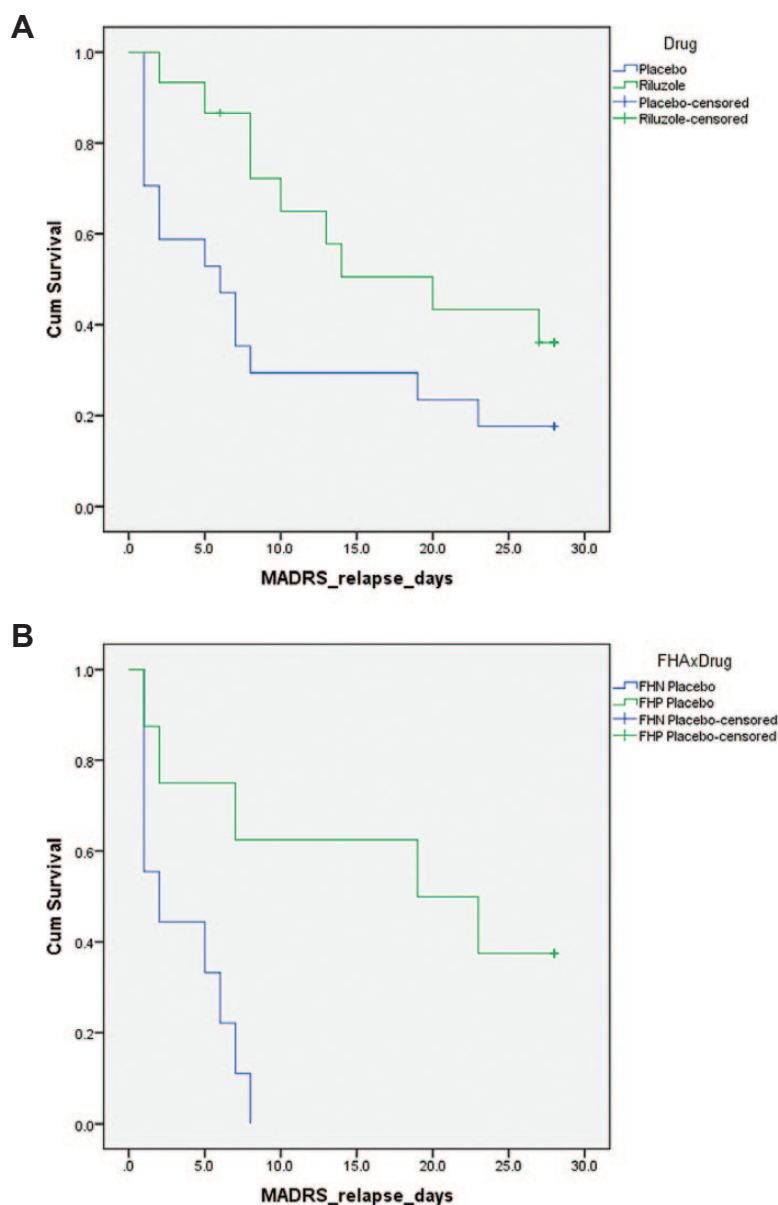 A
Drug
Placebo
Riluzole
Placebo-censored
Riluzole-censored
Cum Survival
1.0
0.8
0.6
0.4
0.2
0.0
.0 5.0 10.0 15.0 20.0 25.0 30.0
MADRS_relapse_days
B
FHAxDrug
FHN Placebo
FHP Placebo
FHN Placebo-censored
FHP Placebo-censored
Cum Survival
1.0
0.8
0.6
0.4
0.2
0.0
.0 5.0 10.0 15.0 20.0 25.0 30.0
MADRS_relapse_days